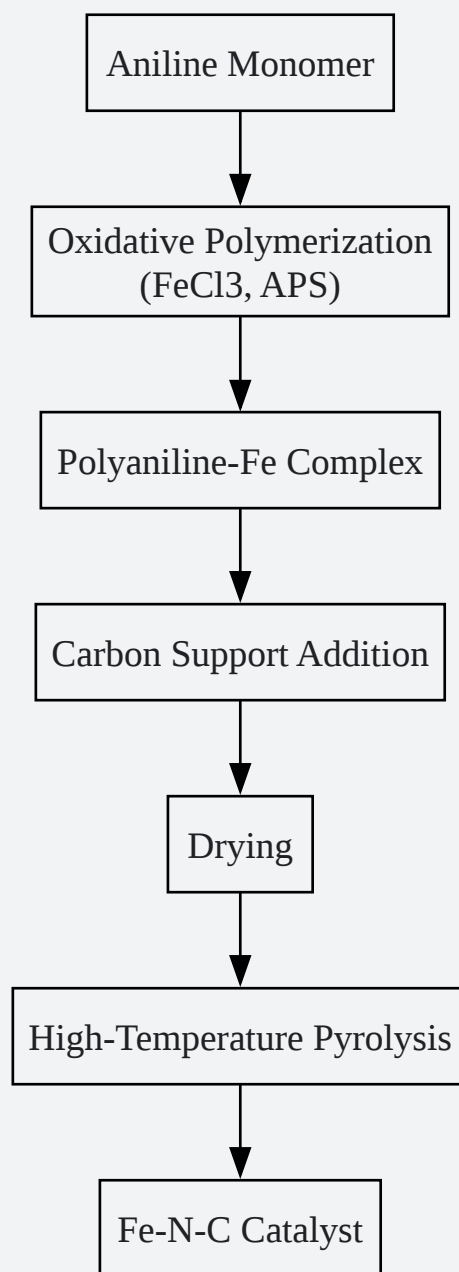 Aniline Monomer
Oxidative Polymerization
(FeCl3, APS)
Polyaniline-Fe Complex
Carbon Support Addition
Drying
High-Temperature Pyrolysis
Fe-N-C Catalyst